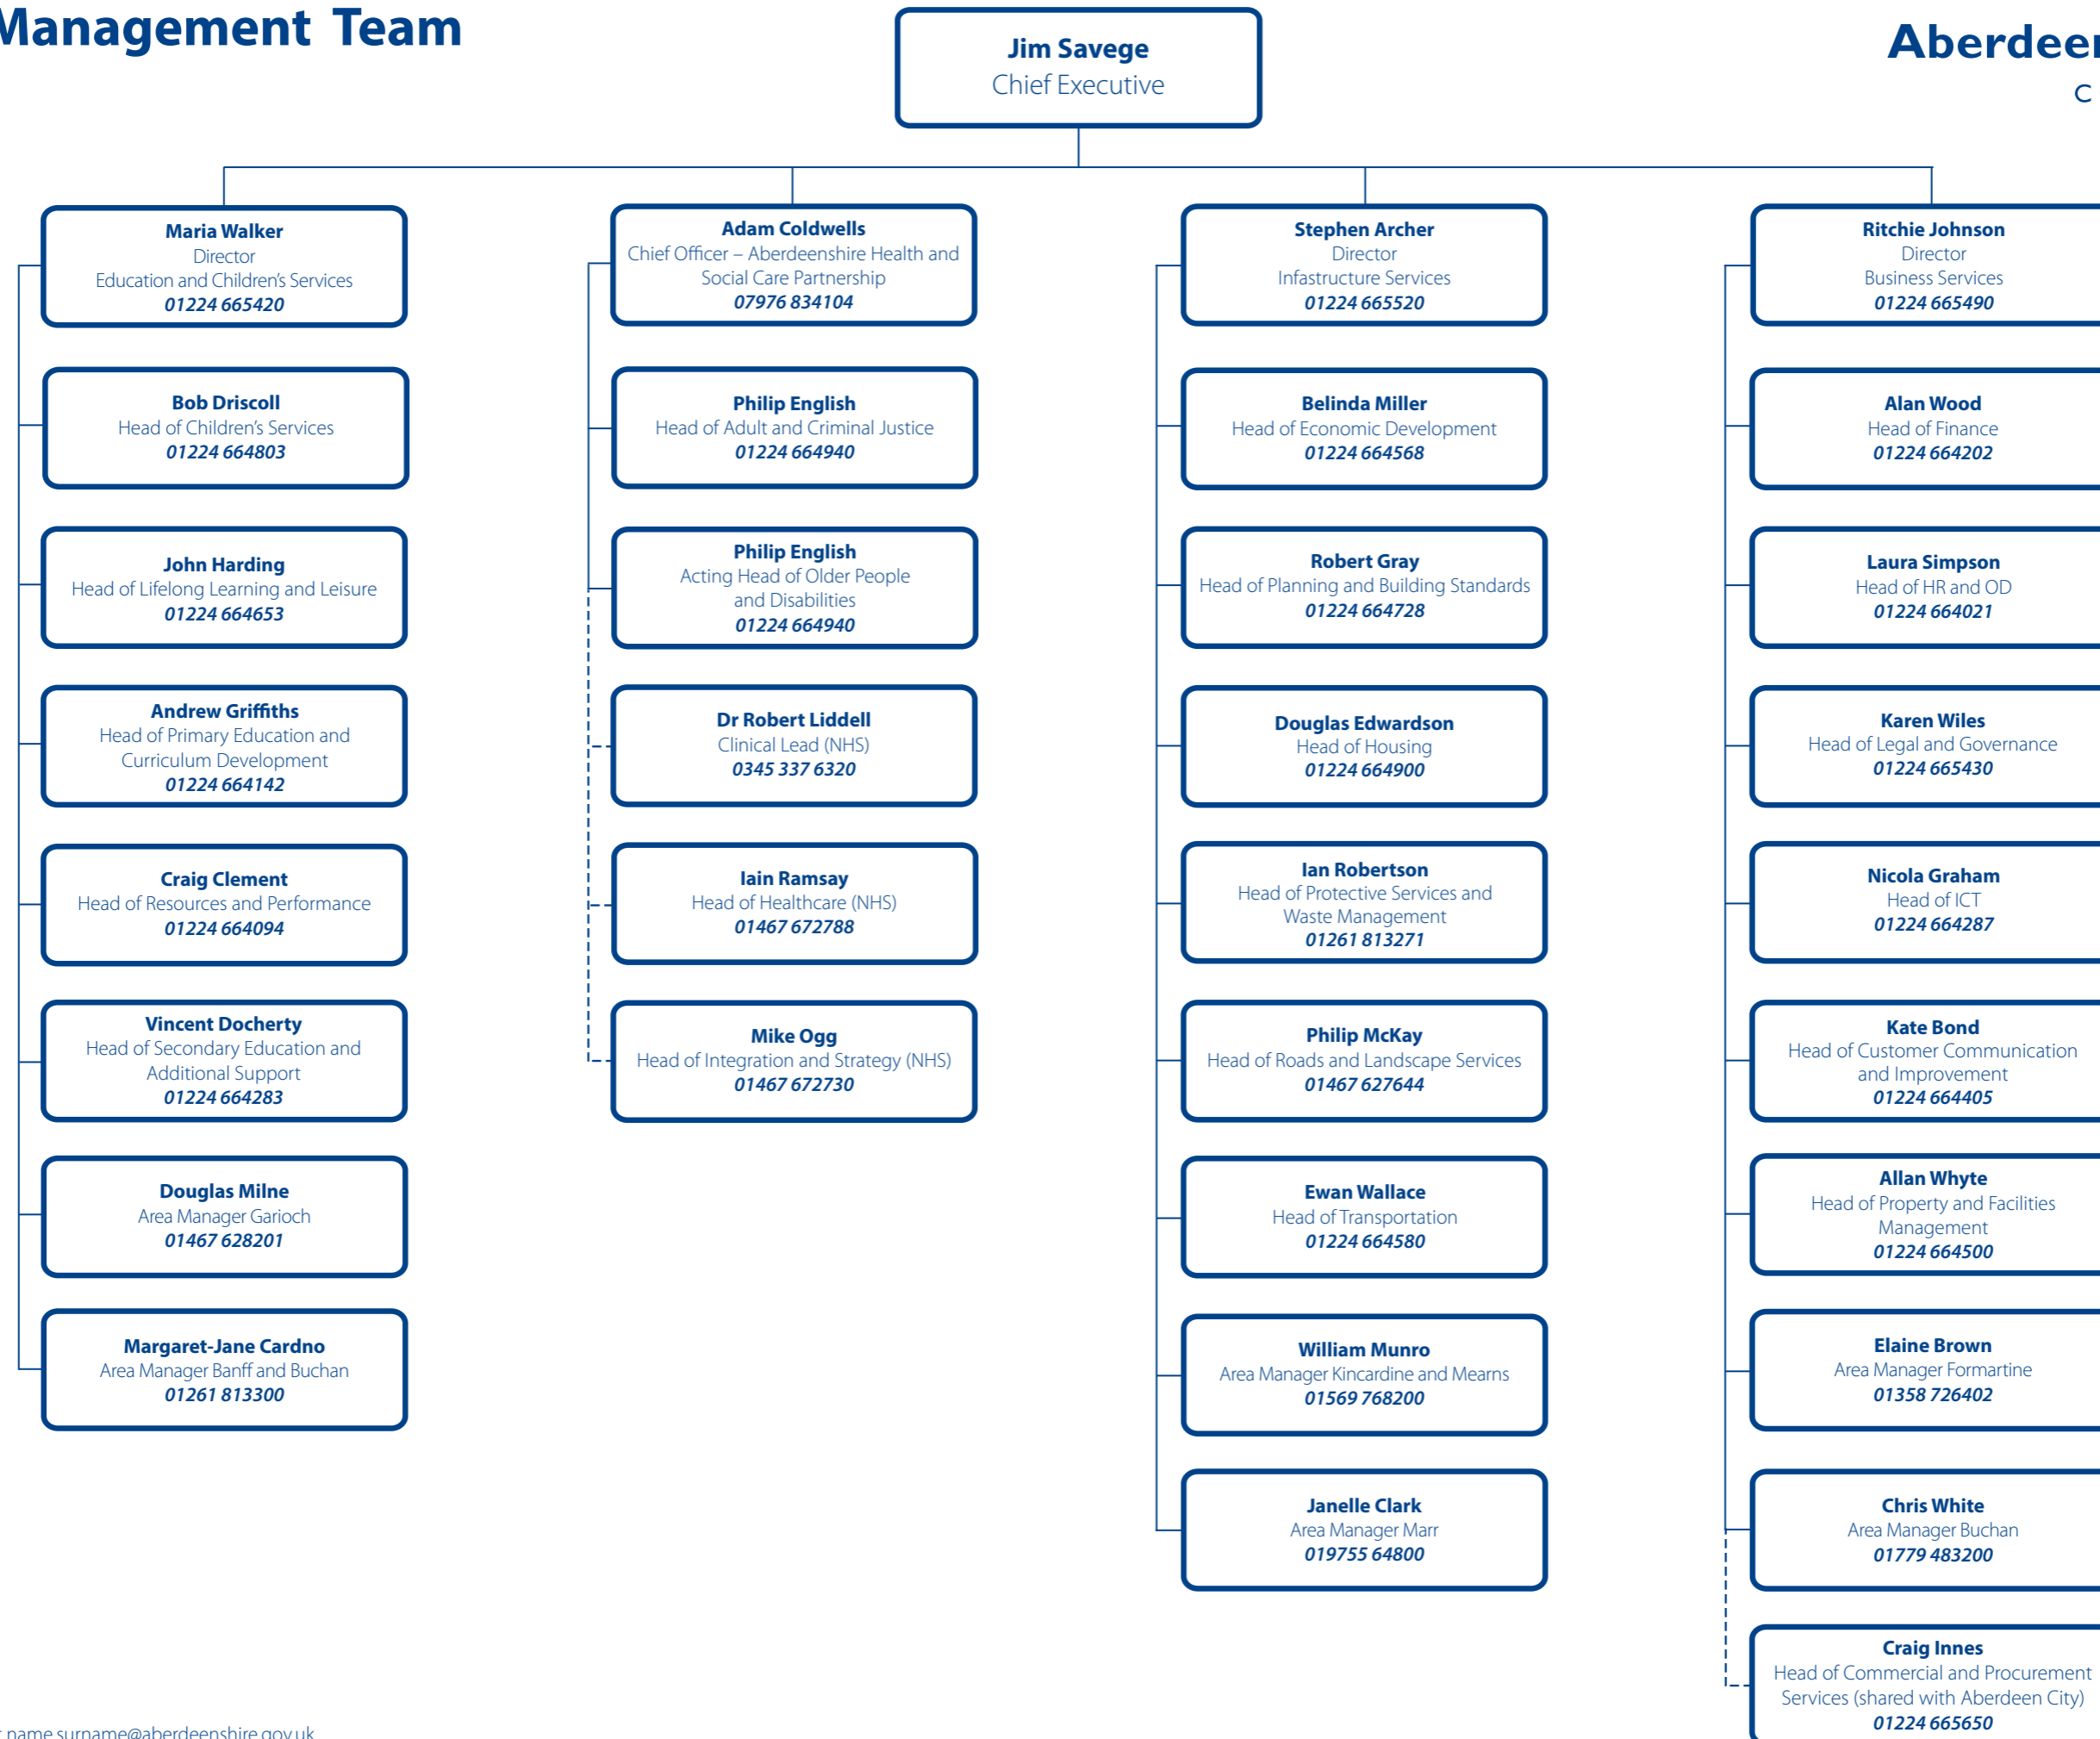 Management Team
Aberdeen
C
Jim Savege
Chief Executive
Maria Walker
Director
Education and Children's Services
01224 665420
Bob Driscoll
Head of Children's Services
01224 664803
John Harding
Head of Lifelong Learning and Leisure
01224 664653
Andrew Griffiths
Head of Primary Education and
Curriculum Development
01224 664142
Craig Clement
Head of Resources and Performance
01224 664094
Vincent Docherty
Head of Secondary Education and
Additional Support
01224 664283
Douglas Milne
Area Manager Garioch
01467 628201
Margaret-Jane Cardno
Area Manager Banff and Buchan
01261 813300
Adam Coldwells
Chief Officer – Aberdeenshire Health and
Social Care Partnership
07976 834104
Philip English
Head of Adult and Criminal Justice
01224 664940
Philip English
Acting Head of Older People
and Disabilities
01224 664940
Dr Robert Liddell
Clinical Lead (NHS)
0345 337 6320
Iain Ramsay
Head of Healthcare (NHS)
01467 672788
Mike Ogg
Head of Integration and Strategy (NHS)
01467 672730
Stephen Archer
Director
Infastructure Services
01224 665520
Belinda Miller
Head of Economic Development
01224 664568
Robert Gray
Head of Planning and Building Standards
01224 664728
Douglas Edwardson
Head of Housing
01224 664900
Ian Robertson
Head of Protective Services and
Waste Management
01261 813271
Philip McKay
Head of Roads and Landscape Services
01467 627644
Ewan Wallace
Head of Transportation
01224 664580
William Munro
Area Manager Kincardine and Mearns
01569 768200
Janelle Clark
Area Manager Marr
019755 64800
Ritchie Johnson
Director
Business Services
01224 665490
Alan Wood
Head of Finance
01224 664202
Laura Simpson
Head of HR and OD
01224 664021
Karen Wiles
Head of Legal and Governance
01224 665430
Nicola Graham
Head of ICT
01224 664287
Kate Bond
Head of Customer Communication
and Improvement
01224 664405
Allan Whyte
Head of Property and Facilities
Management
01224 664500
Elaine Brown
Area Manager Formartine
01358 726402
Chris White
Area Manager Buchan
01779 483200
Craig Innes
Head of Commercial and Procurement
Services (shared with Aberdeen City)
01224 665650
name.surname@aberdeenshire.gov.uk